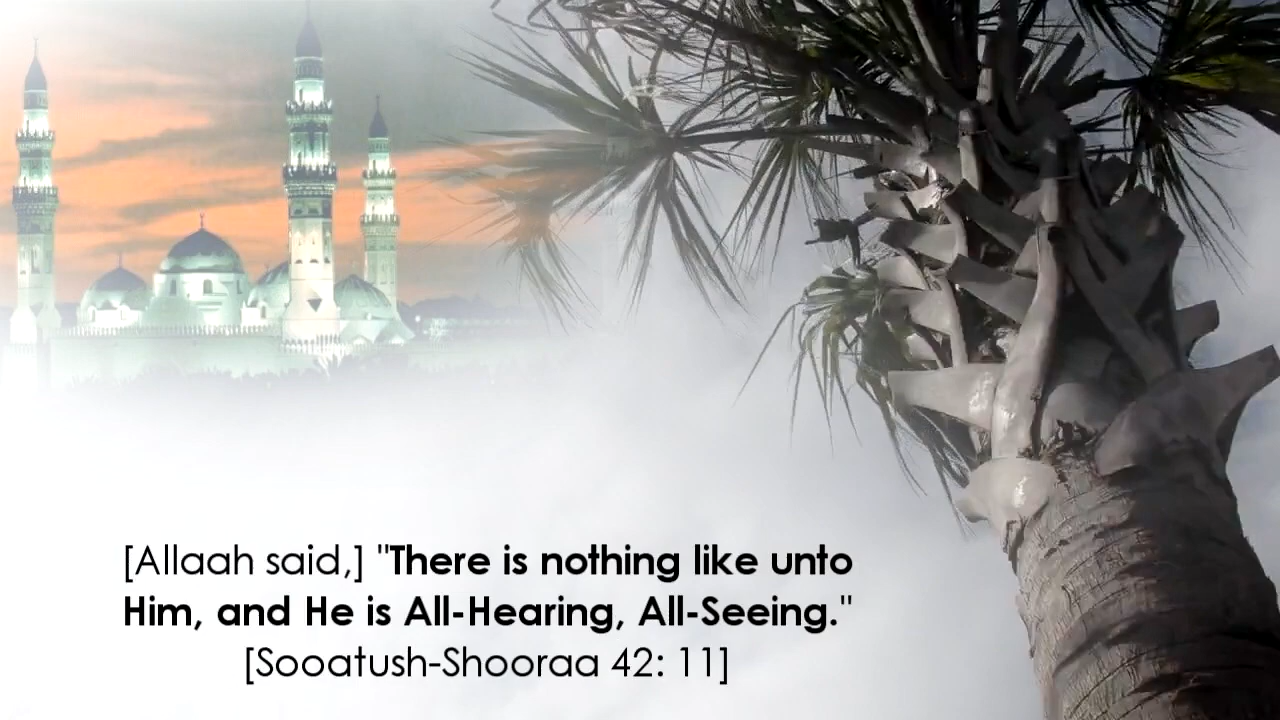 [Allaah said,] "There is nothing like unto
Him, and He is All-Hearing, All-Seeing."
[Sooatush-Shooraa 42: 11]